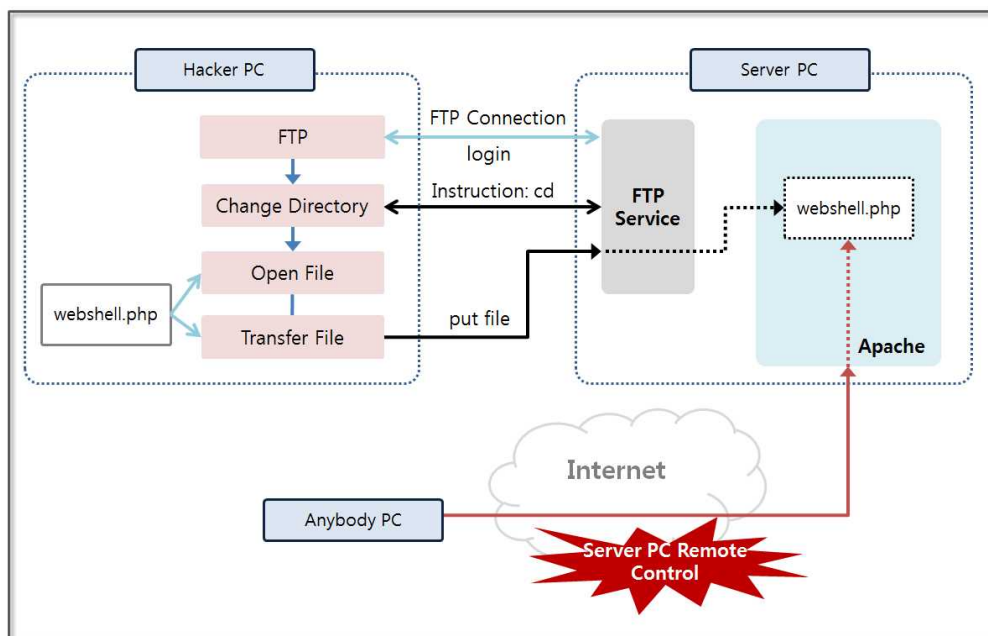 Hacker PC
Server PC
FTP
FTP Connection
login
Change Directory
Instruction: cd
FTP
Service
webshell.php
Open File
webshell.php
Transfer File
put file
Apache
Internet
Anybody PC
Server PC Remote
Control